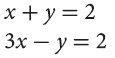 x + y = 2
3x − y = 2